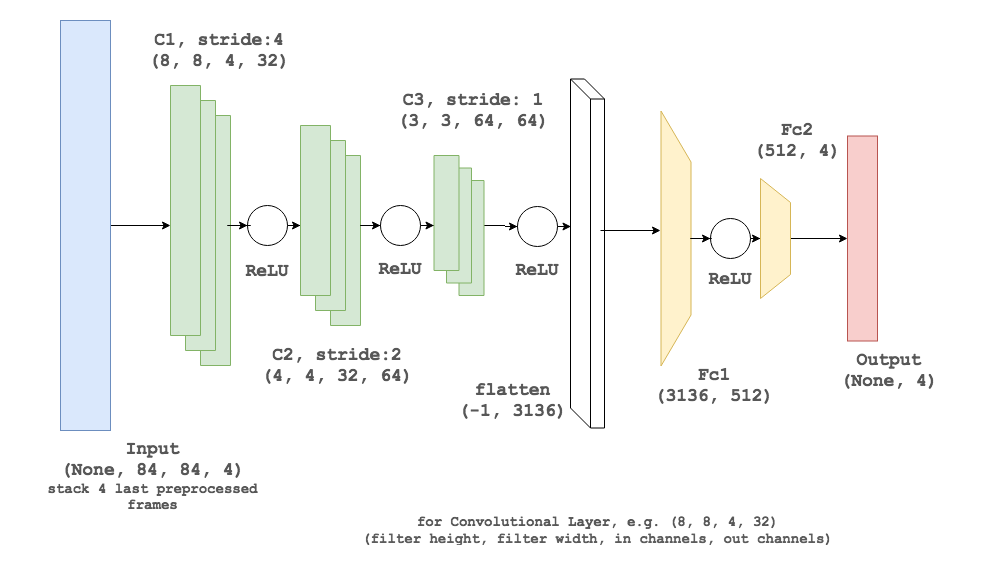 C1, stride:4
(8, 8, 4, 32)
C3, stride: 1
(3, 3, 64, 64)
Fc2
(512, 4)
ReLU
ReLU
ReLU
ReLU
C2, stride:2
(4, 4, 32, 64)
flatten
(-1, 3136)
Fc1
(3136, 512)
Output
(None, 4)
Input
(None, 84, 84, 4)
stack 4 last preprocessed
frames
for Convolutional Layer, e.g. (8, 8, 4, 32)
(filter height, filter width, in channels, out channels)